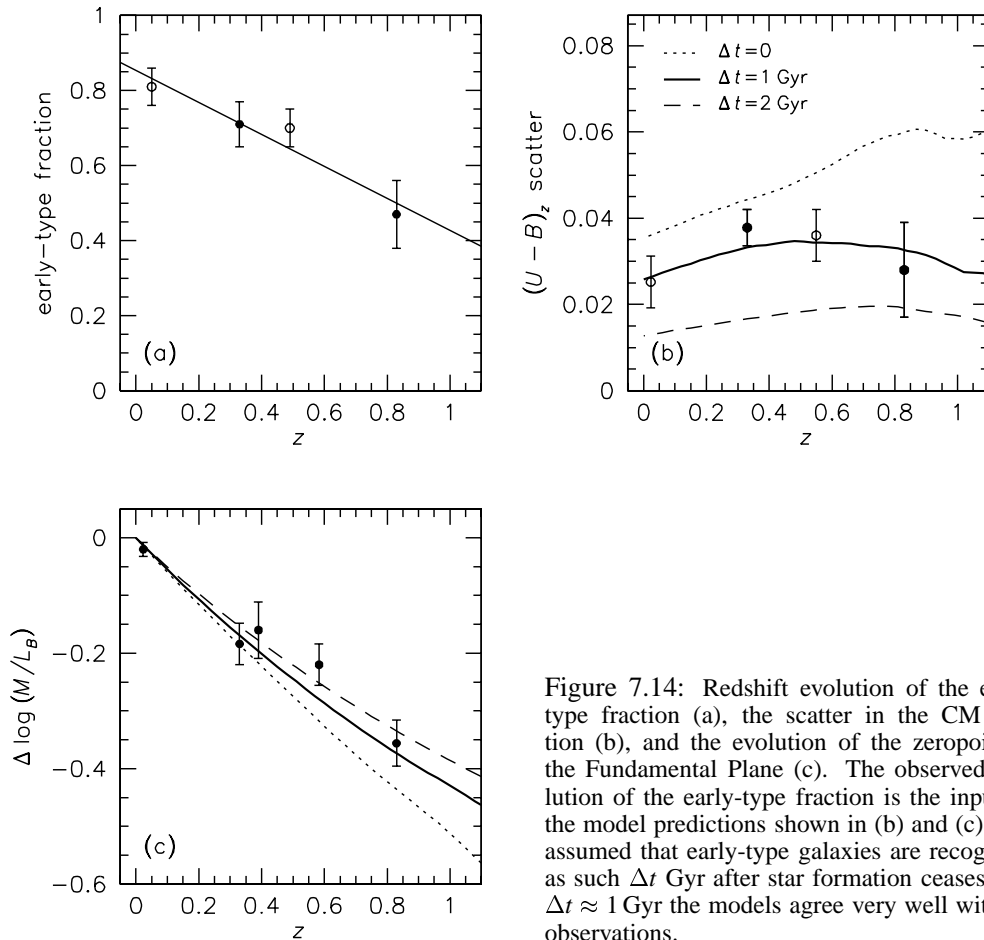 1
0.8
0.6
0.4
0.2
0
early−type fraction
(a)
0 0.2 0.4 0.6 0.8 1
z
0.08
0.06
0.04
0.02
0
(U − B)z scatter
Δt=0
Δt=1 Gyr
Δt=2 Gyr
(b)
0 0.2 0.4 0.6 0.8 1
z
0
−0.2
−0.4
−0.6
Δ log (M/LB)
(c)
0 0.2 0.4 0.6 0.8 1
z
Figure 7.14: Redshift evolution of the
type fraction (a), the scatter in the CM
tion (b), and the evolution of the
the Fundamental Plane (c). The observed
lution of the early-type fraction is the
the model predictions shown in (b) and (c)
assumed that early-type galaxies are
as such Δt Gyr after star formation ceases
Δt ≈ 1 Gyr the models agree very well
observations.